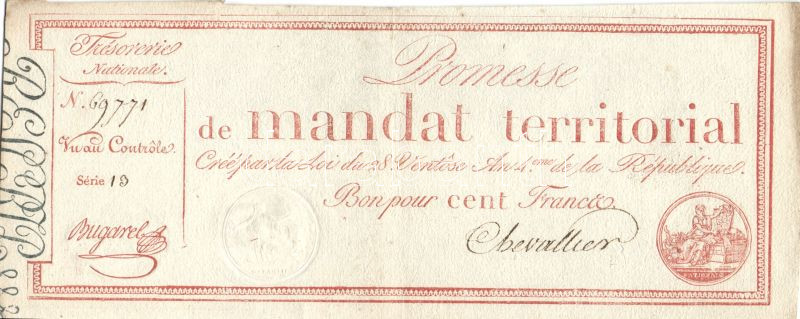 Trésorerie
Nationale.
N. 69771
Vu au Contrôle
Série 19
Bugarel
Promesse
de mandat territorial
Créé par la Loi du 28 Ventôse An 4.eme de la République.
Bon pour cent Francs.
Chevallier